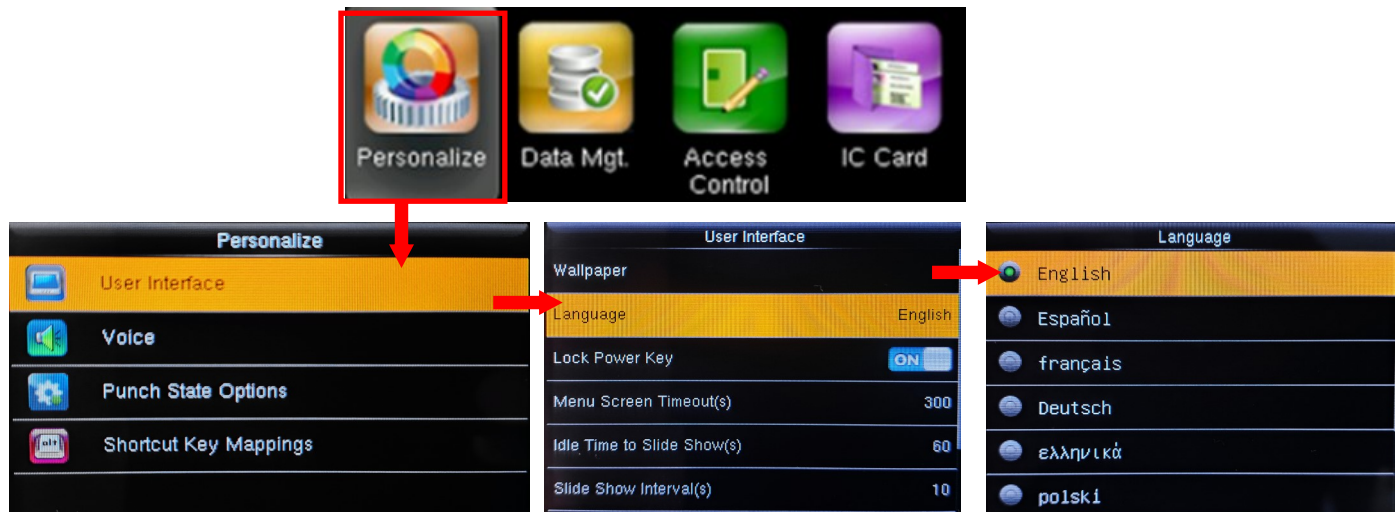 Personalize
Data Mgt.
Access
Control
IC Card
Personalize
User Interface
Voice
Punch State Options
alt
Shortcut Key Mappings
User Interface
Wallpaper
Language English
Lock Power Key ON
Menu Screen Timeout(s) 300
Idle Time to Slide Show(s) 60
Slide Show Interval(s) 10
Language
English
Español
français
Deutsch
ελληνικά
polski